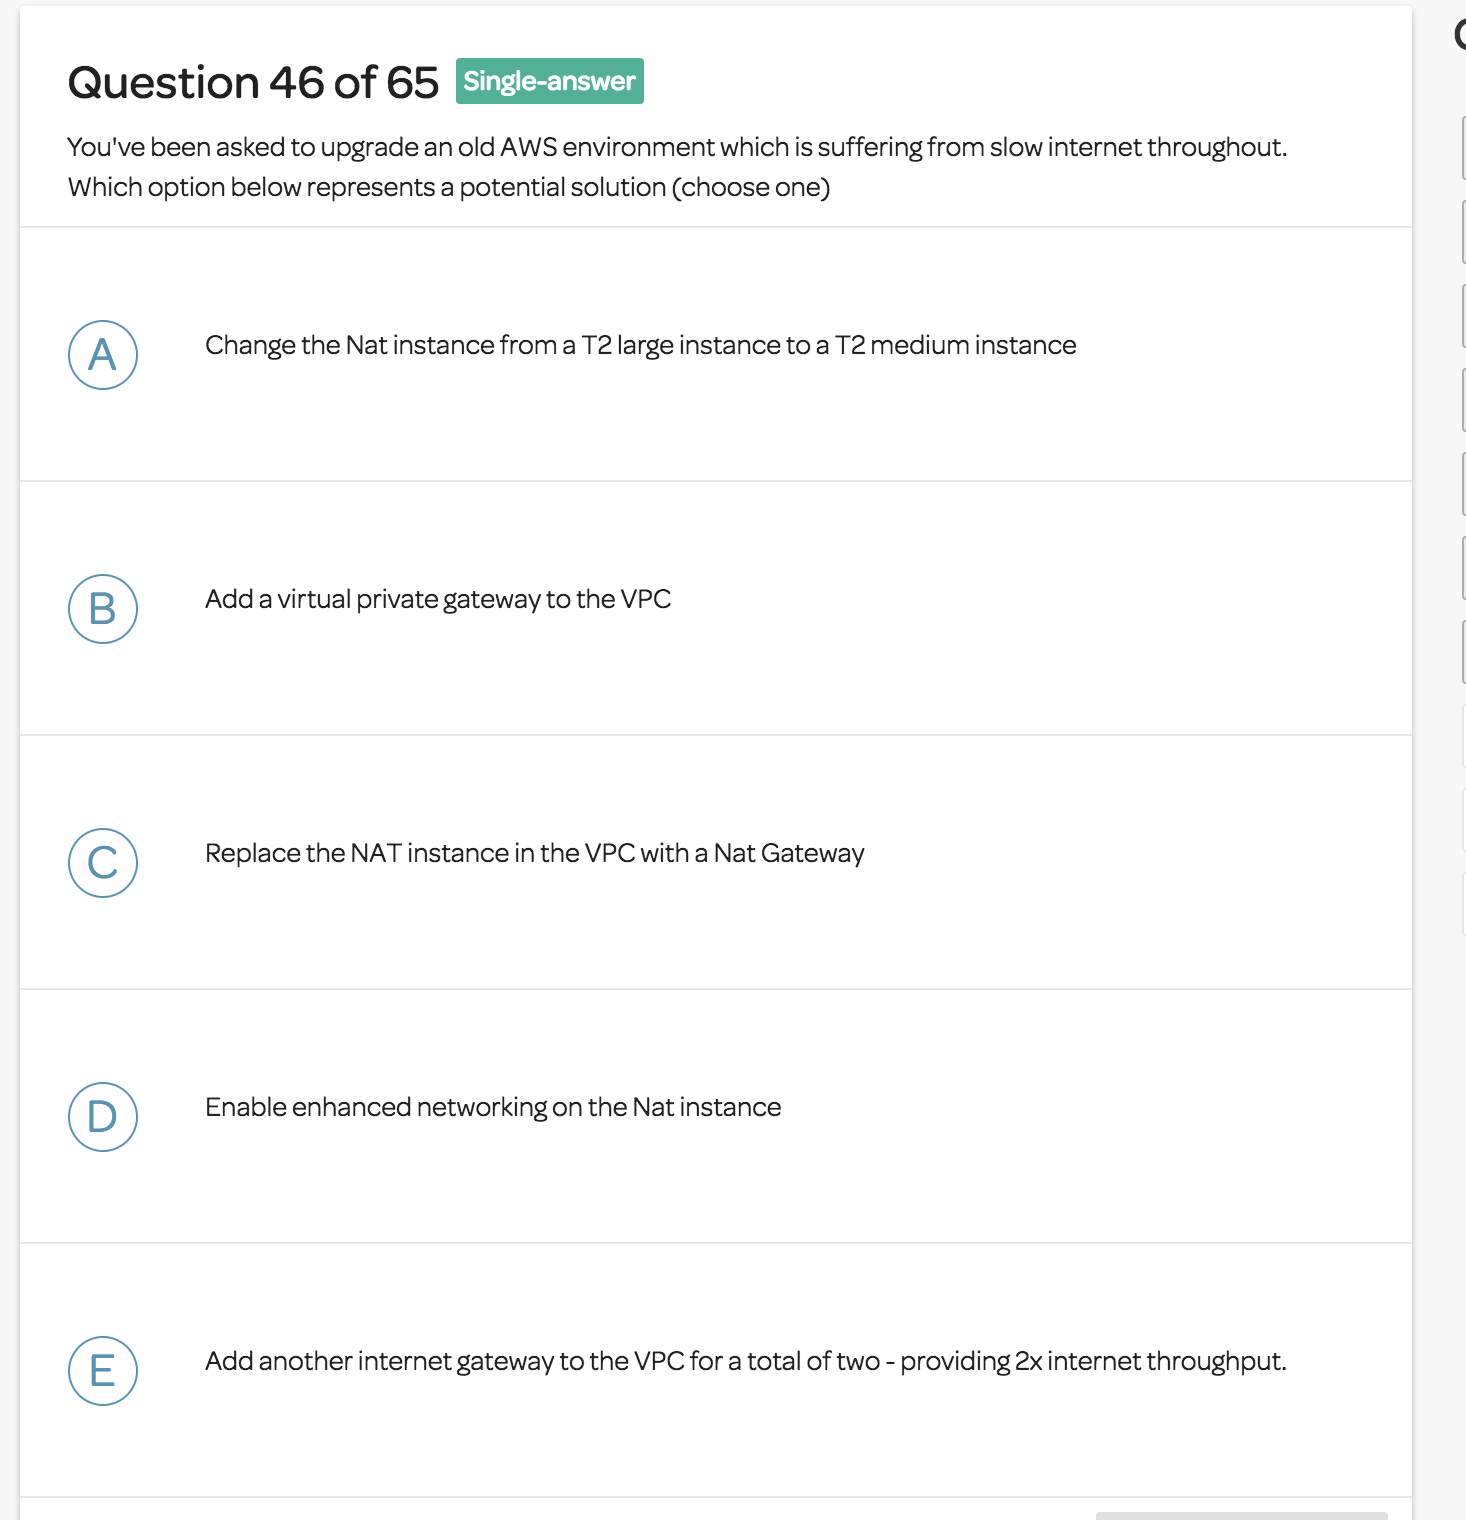 Question 46 of 65 Single-answer
You've been asked to upgrade an old AWS environment which is suffering from slow internet throughout.
Which option below represents a potential solution (choose one)
A Change the Nat instance from a T2 large instance to a T2 medium instance
B Add a virtual private gateway to the VPC
C Replace the NAT instance in the VPC with a Nat Gateway
D Enable enhanced networking on the Nat instance
E Add another internet gateway to the VPC for a total of two - providing 2x internet throughput.